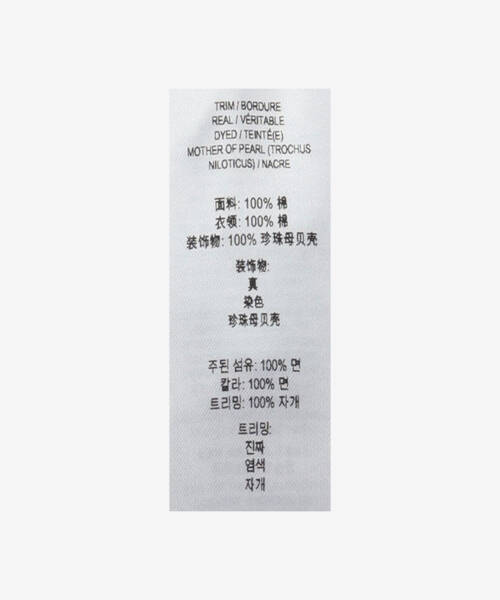 TRIM / BORDURE
REAL / VÉRITABLE
DYED / TEINTÉ(E)
MOTHER OF PEARL (TROCHUS
NILOTICUS) / NACRE
面料: 100% 棉
衣领: 100% 棉
装饰物: 100% 珍珠母贝壳
装饰物:
真
染色
珍珠母贝壳
주된 섬유: 100% 면
칼라: 100% 면
트리밍: 100% 자개
트리밍:
진짜
염색
자개